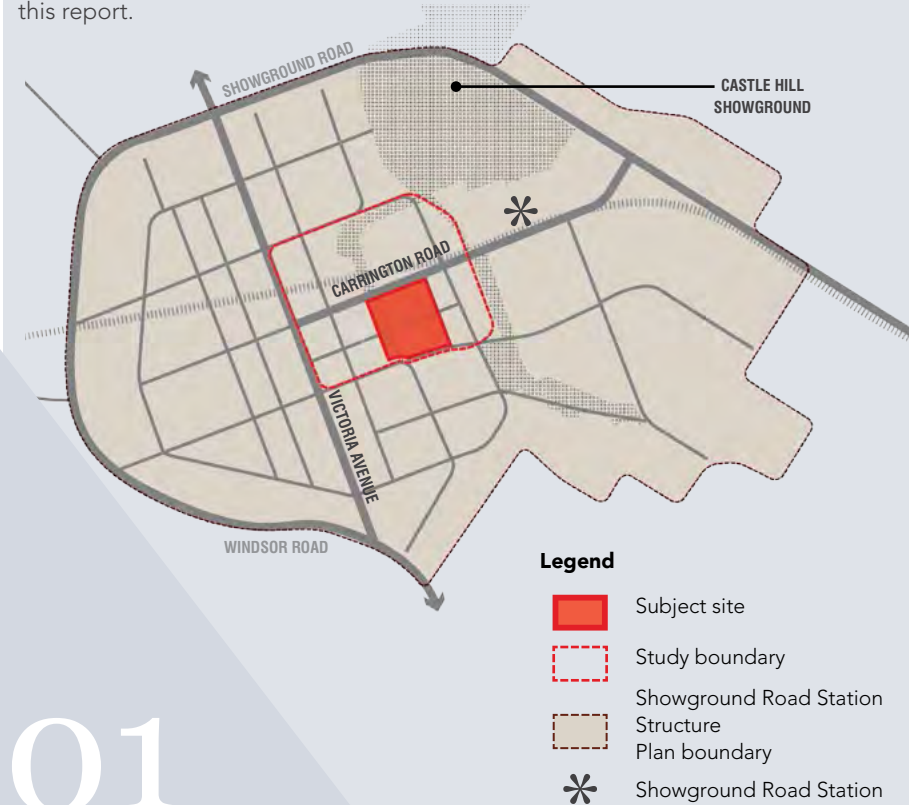 this report.
SHOWGROUND ROAD
CASTLE HILL
SHOWGROUND
CARRINGTON ROAD
VICTORIA AVENUE
WINDSOR ROAD
Legend
Subject site
Study boundary
Showground Road Station
Structure
Plan boundary
Showground Road Station
01